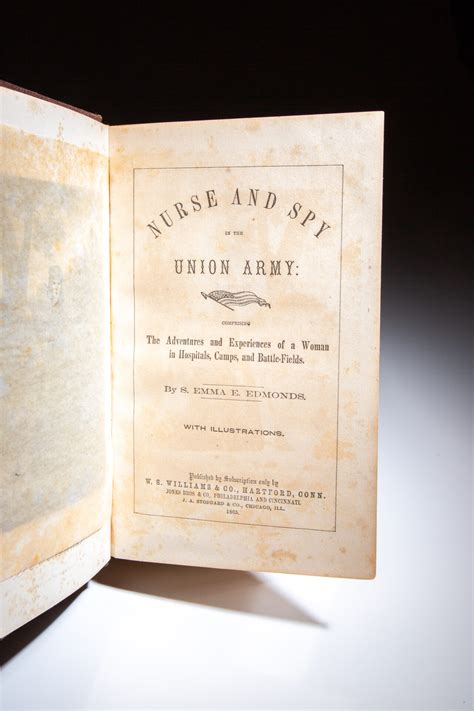 NURSE AND SPY
IN THE
UNION ARMY:
COMPRISING
The Adventures and Experiences of a Woman
in Hospitals, Camps, and Battle-Fields.
By S. EMMA E. EDMONDS.
WITH ILLUSTRATIONS.
Published by Subscription only by
W. S. WILLIAMS & CO., HARTFORD, CONN.
JONES BROS. & CO., PHILADELPHIA AND CINCINNATI.
J. A. STODDARD & CO., CHICAGO, ILL.
1865.